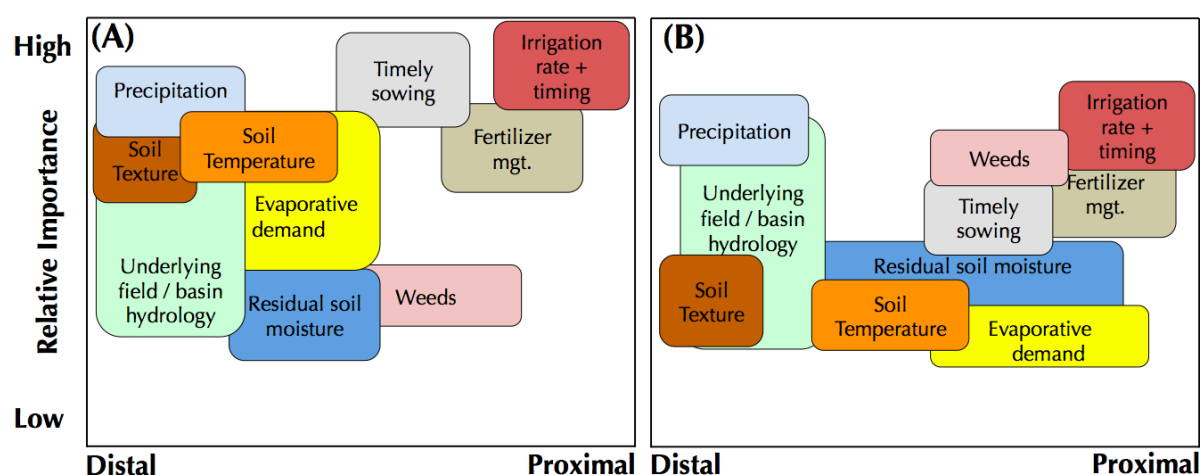 High
Relative Importance
Low
(A)
Precipitation
Timely
sowing
Irrigation
rate +
timing
Soil
Texture
Soil
Temperature
Fertilizer
mgt.
Evaporative
demand
Underlying
field / basin
hydrology
Residual soil
moisture
Weeds
Distal
Proximal
(B)
Precipitation
Irrigation
rate +
timing
Weeds
Fertilizer
mgt.
Underlying
field / basin
hydrology
Timely
sowing
Residual soil moisture
Soil
Texture
Soil
Temperature
Evaporative
demand
Distal
Proximal